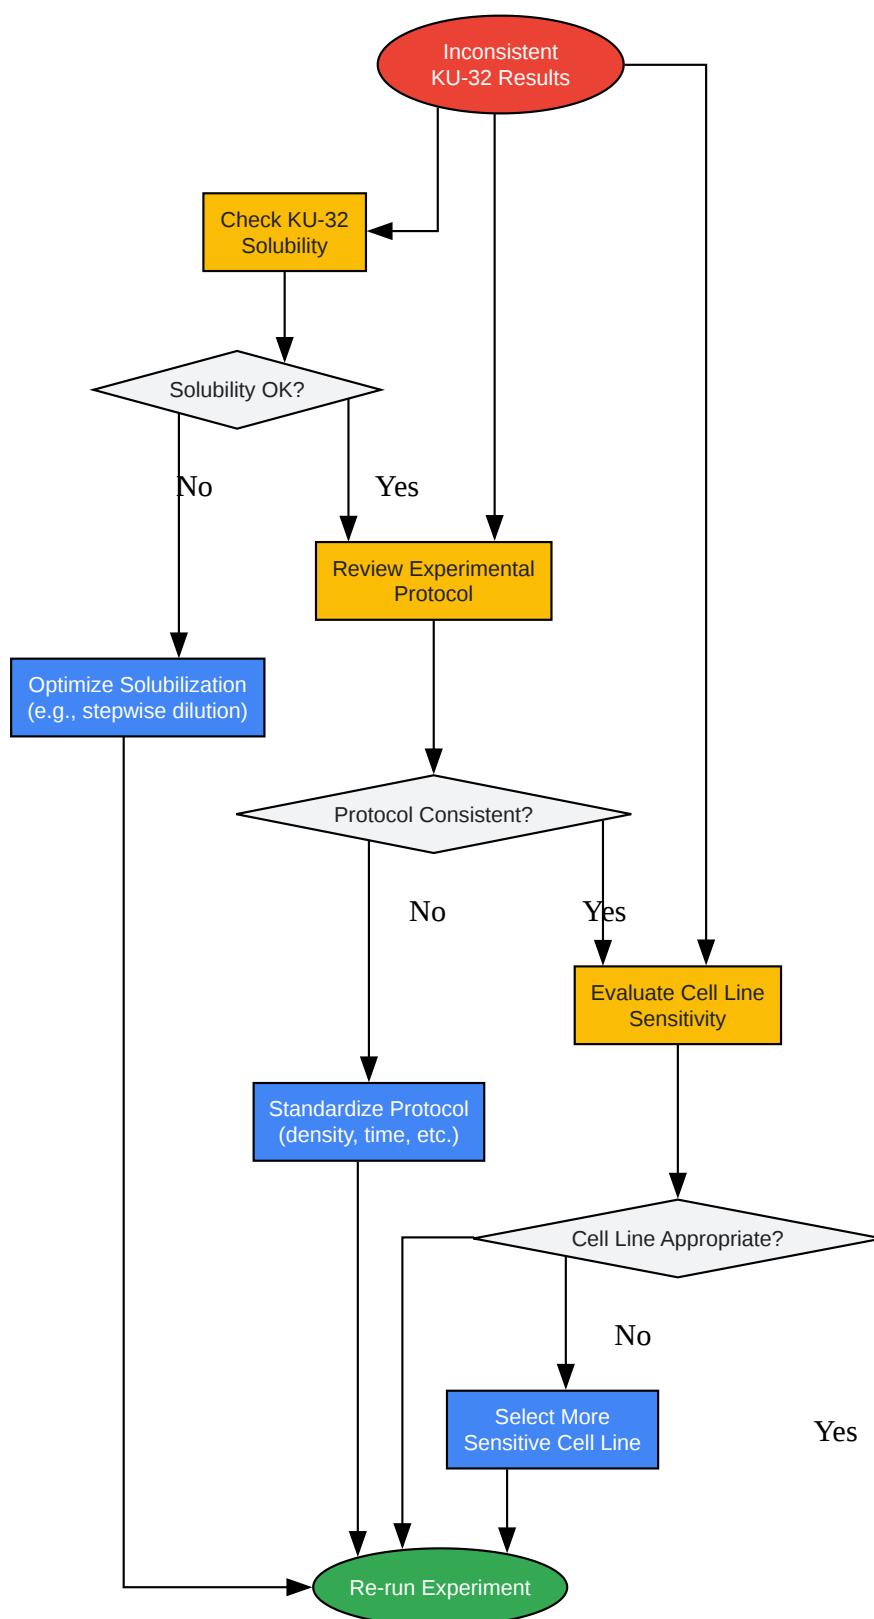 Inconsistent
KU-32 Results
Check KU-32
Solubility
Solubility OK?
No
Yes
Review Experimental
Protocol
Optimize Solubilization
(e.g., stepwise dilution)
Protocol Consistent?
No
Yes
Evaluate Cell Line
Sensitivity
Standardize Protocol
(density, time, etc.)
Cell Line Appropriate?
No
Select More
Sensitive Cell Line
Yes
Re-run Experiment